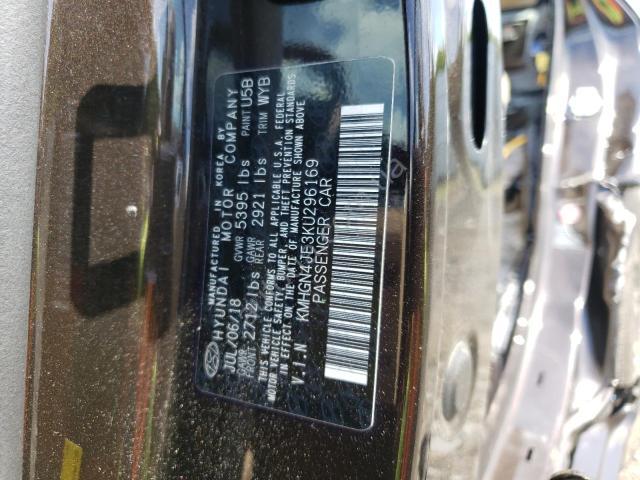 MANUFACTURED IN KOREA BY
HYUNDAI MOTOR COMPANY
JUL/06/18 GVWR 5395 lbs PAINT U5B
GAWR FRONT 2712 lbs GAWR REAR 2921 lbs TRIM WYB
THIS VEHICLE CONFORMS TO ALL APPLICABLE U.S.A. FEDERAL
MOTOR VEHICLE SAFETY, BUMPER, AND THEFT PREVENTION STANDARDS
IN EFFECT ON THE DATE OF MANUFACTURE SHOWN ABOVE
V.I.N KMHGN4JE3KU296169
PASSENGER CAR